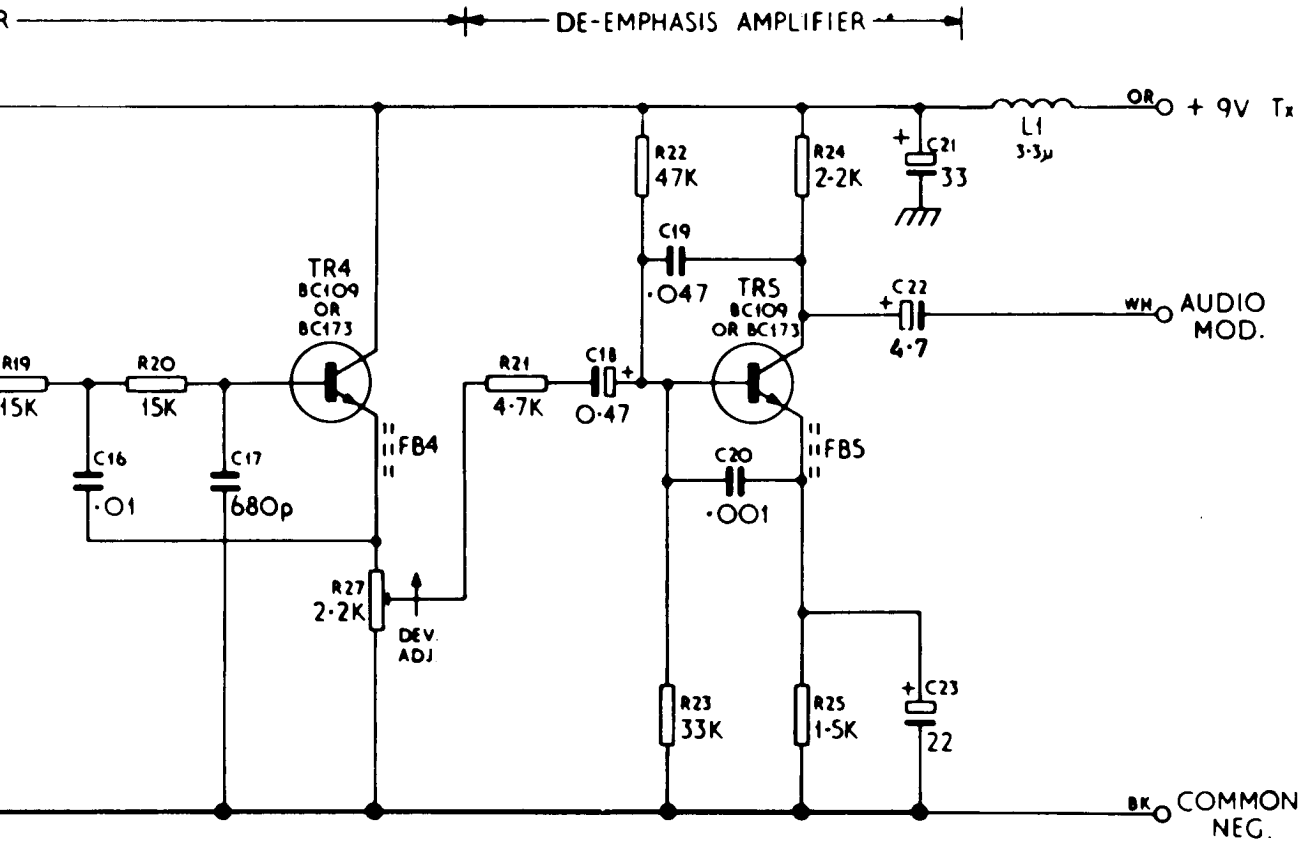 R
DE-EMPHASIS AMPLIFIER
OR
+ 9V Tx
L1
3·3µ
R22
47K
R24
2·2K
+
C21
33
C19
·047
TR4
BC109
OR
BC173
TR5
BC109
OR BC173
+
C22
4·7
WH
AUDIO
MOD.
R19
15K
R20
15K
R21
4·7K
C18
+
0·47
FB4
FB5
C16
·01
C17
680p
C20
·001
R27
2·2K
DEV.
ADJ.
R23
33K
R25
1·5K
+
C23
22
BK
COMMON
NEG.